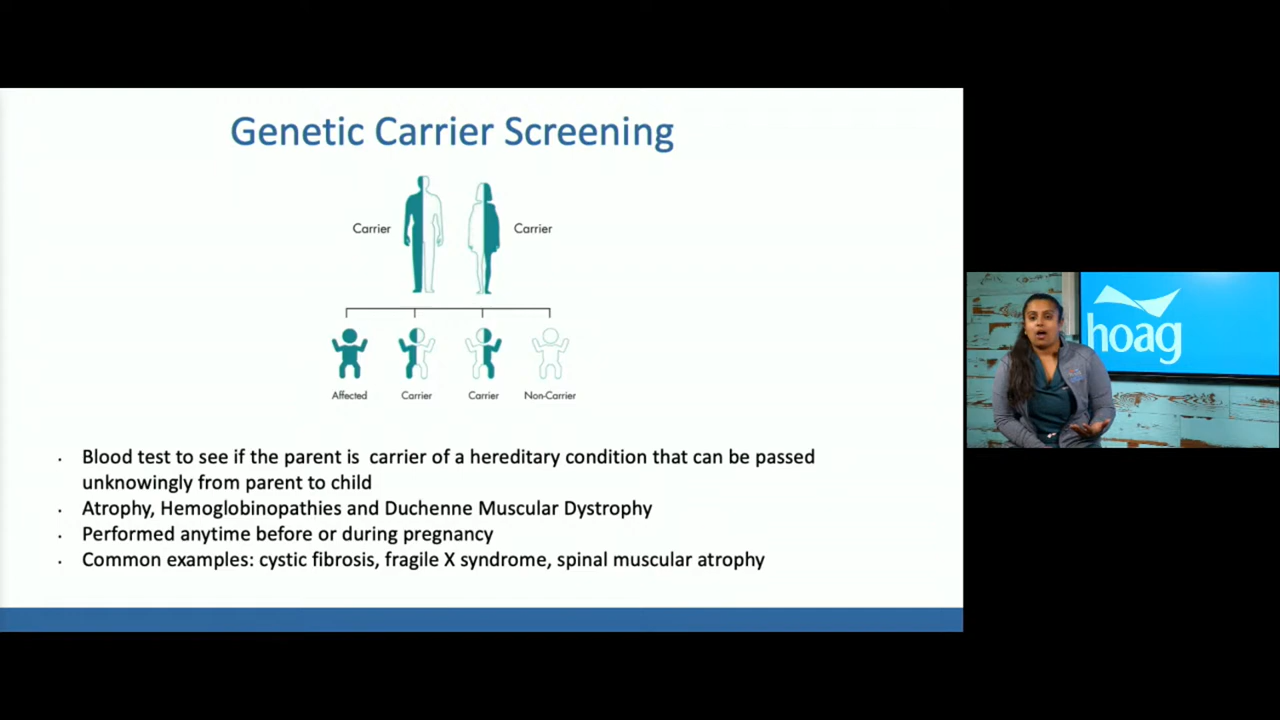 Genetic Carrier Screening
Carrier
Carrier
Affected
Carrier
Carrier
Non-Carrier
· Blood test to see if the parent is  carrier of a hereditary condition that can be passed
unknowingly from parent to child
· Atrophy, Hemoglobinopathies and Duchenne Muscular Dystrophy
· Performed anytime before or during pregnancy
· Common examples: cystic fibrosis, fragile X syndrome, spinal muscular atrophy
hoag